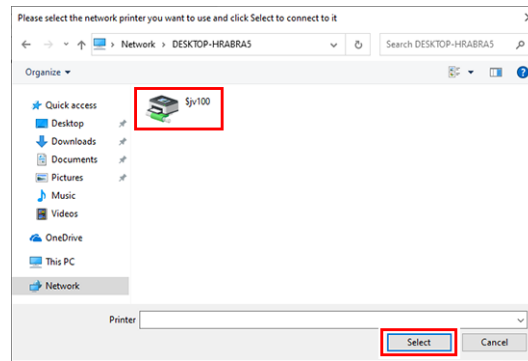 Please select the network printer you want to use and click Select to connect to it
Network > DESKTOP-HRABRA5
Search DESKTOP-HRABRA5
Organize
Quick access
Sjv100
Desktop
Downloads
Documents
Pictures
Music
Videos
OneDrive
This PC
Network
Printer
Select
Cancel